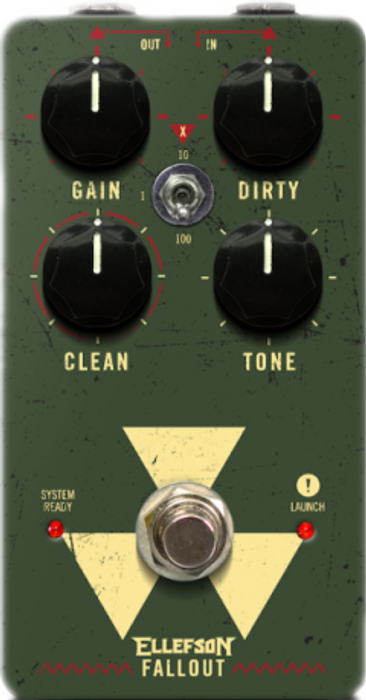 OUT IN
X
10
GAIN 1 DIRTY
100
CLEAN TONE
SYSTEM
READY
!
LAUNCH
ELLEFSON
FALLOUT